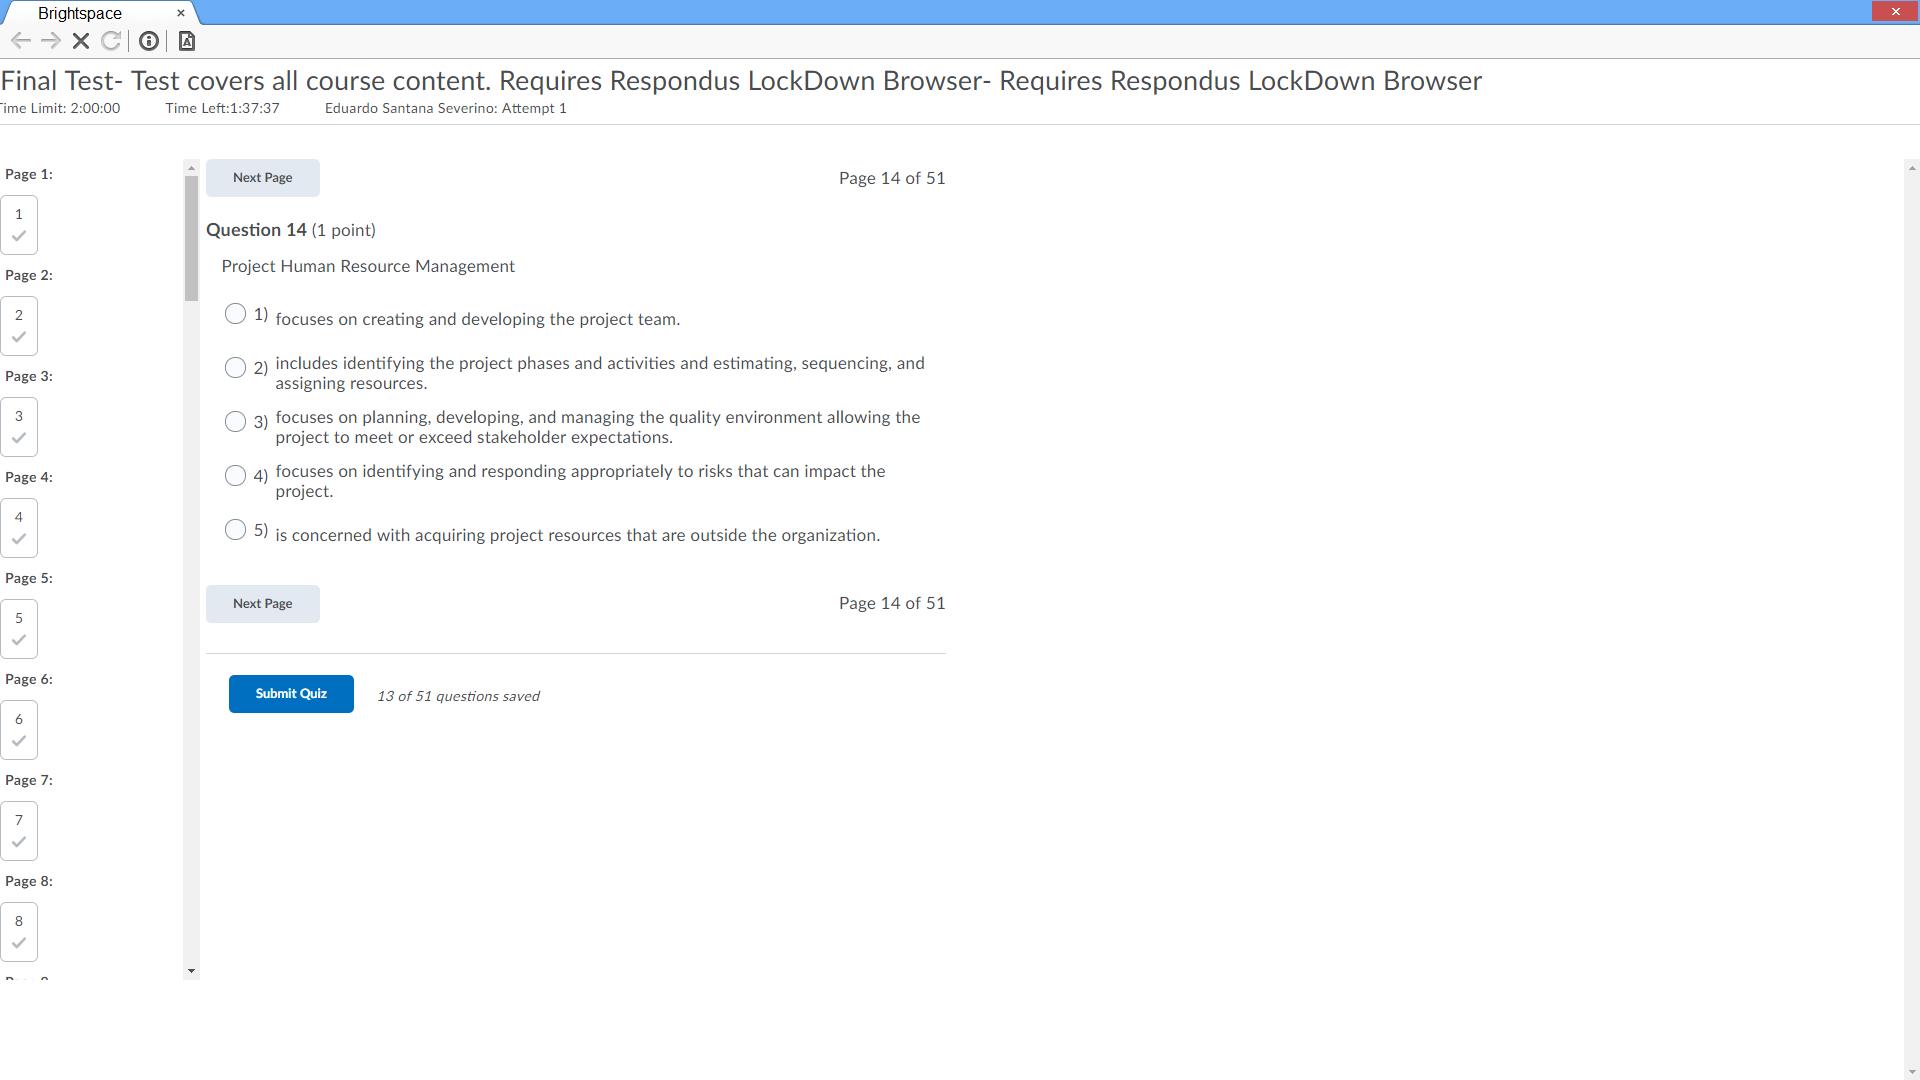 Brightspace
Final Test- Test covers all course content. Requires Respondus LockDown Browser- Requires Respondus LockDown Browser
Time Limit: 2:00:00 Time Left:1:37:37 Eduardo Santana Severino: Attempt 1
Page 1:
1
Page 2:
2
Page 3:
3
Page 4:
4
Page 5:
5
Page 6:
6
Page 7:
7
Page 8:
8
Next Page Page 14 of 51
Question 14 (1 point)
Project Human Resource Management
1) focuses on creating and developing the project team.
2) includes identifying the project phases and activities and estimating, sequencing, and
assigning resources.
3) focuses on planning, developing, and managing the quality environment allowing the
project to meet or exceed stakeholder expectations.
4) focuses on identifying and responding appropriately to risks that can impact the
project.
5) is concerned with acquiring project resources that are outside the organization.
Next Page Page 14 of 51
Submit Quiz 13 of 51 questions saved